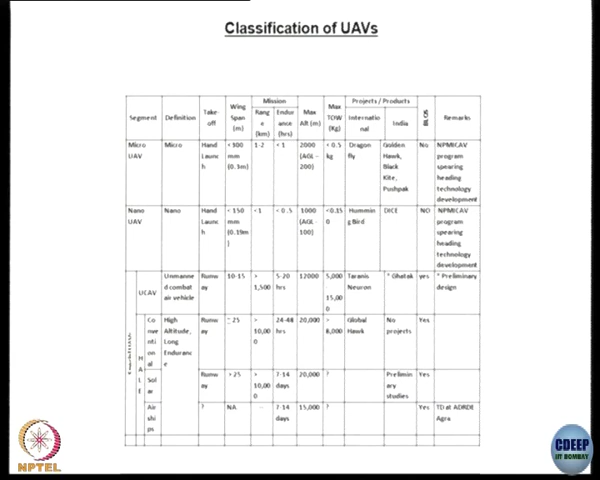 Classification of UAVs
Segment Definition Take-off Wing Span (m) Mission Max Alt (m) Max TOW (Kg) Projects / Products BLOS Remarks
Range (km) Endurance (hrs) International India
Micro UAV Micro Hand Launch <300 mm (0.3m) 1-2 <1 2000 (AGL - 200) <0.5 kg Dragon fly Golden Hawk, Black Kite, Pushpak No NPMICAV program spearing heading technology development
Nano UAV Nano Hand Launch <150 mm (0.19m) <1 <0.5 1000 (AGL - 100) <0.150 Humming Bird DICE NO NPMICAV program spearing heading technology development
UCAV Unmanned combat air vehicle Runway 10-15 > 1,500 5-20 hrs 12000 5,000 15,000 Taranis Neuron * Ghatak yes * Preliminary design
HALE Conventional High Altitude, Long Endurance Runway ~ 25 > 10,000 24-48 hrs 20,000 > 8,000 Global Hawk No projects Yes
Solar Runway > 25 > 10,000 7-14 days 20,000 ? Preliminary studies Yes
Air ships ? NA - 7-14 days 15,000 ? Yes TD at ADRDE Agra
NPTEL
CDEEP
IIT BOMBAY